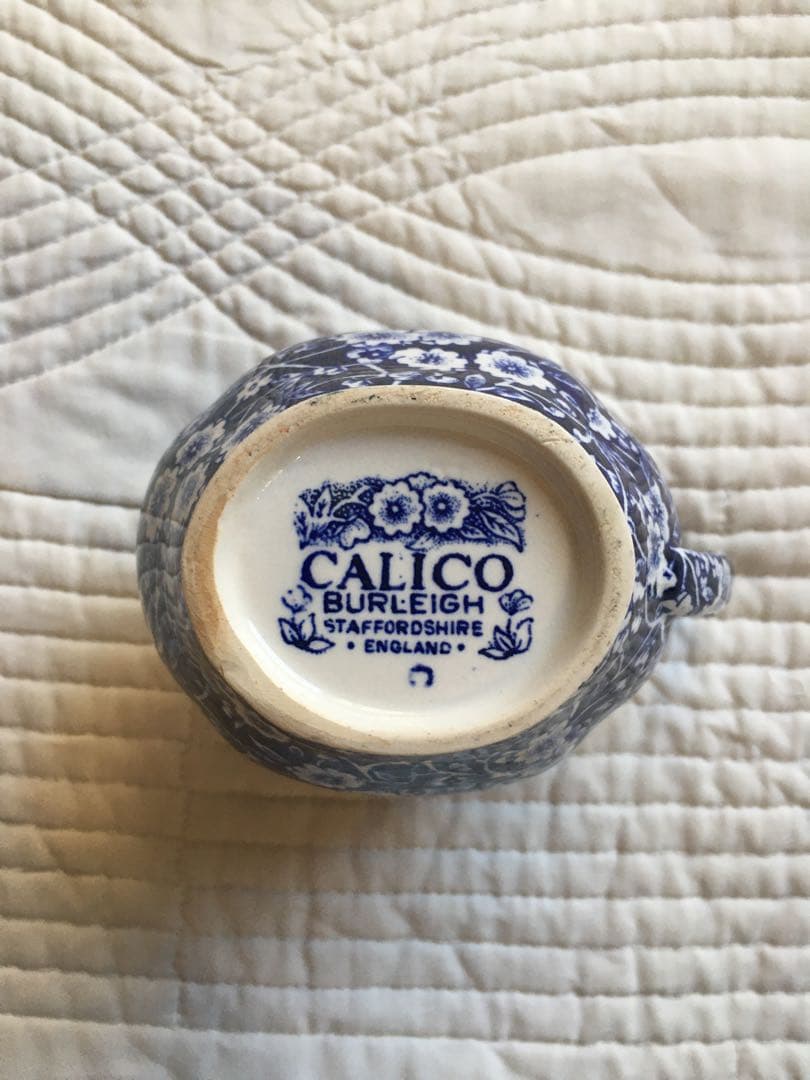 CALICO
BURLEIGH
STAFFORDSHIRE
• ENGLAND •